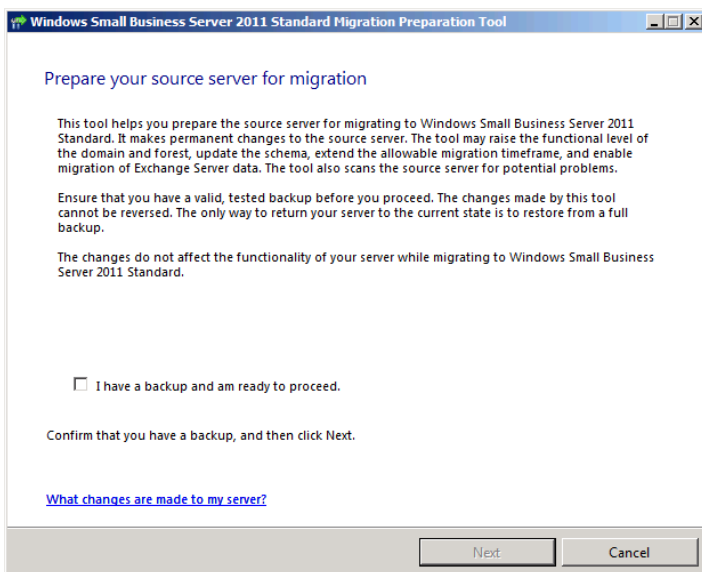 Windows Small Business Server 2011 Standard Migration Preparation Tool
Prepare your source server for migration
This tool helps you prepare the source server for migrating to Windows Small Business Server 2011
Standard. It makes permanent changes to the source server. The tool may raise the functional level of
the domain and forest, update the schema, extend the allowable migration timeframe, and enable
migration of Exchange Server data. The tool also scans the source server for potential problems.
Ensure that you have a valid, tested backup before you proceed. The changes made by this tool
cannot be reversed. The only way to return your server to the current state is to restore from a full
backup.
The changes do not affect the functionality of your server while migrating to Windows Small Business
Server 2011 Standard.
I have a backup and am ready to proceed.
Confirm that you have a backup, and then click Next.
What changes are made to my server?
Next
Cancel